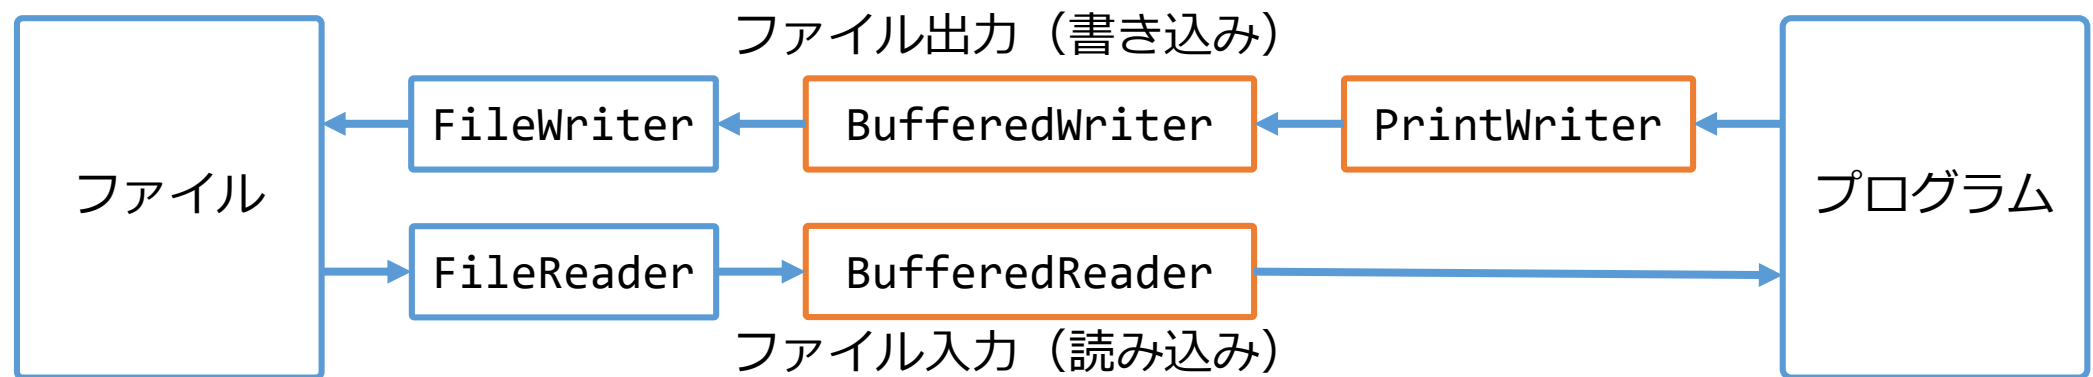 ファイル出力（書き込み）
ファイル
FileWriter
BufferedWriter
PrintWriter
プログラム
FileReader
BufferedReader
ファイル入力（読み込み）